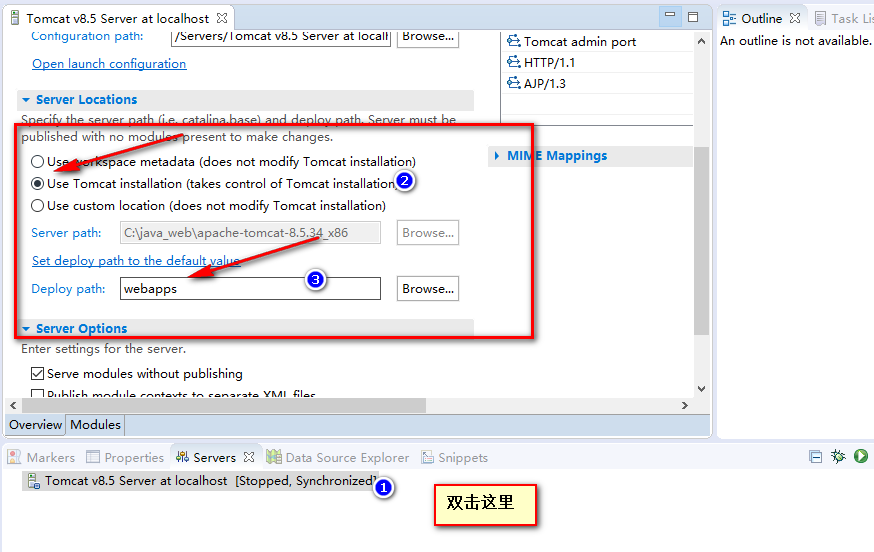 Tomcat v8.5 Server at localhost
Outline
Task Lis
An outline is not available.
Configuration path:
/Servers/Tomcat v8.5 Server at locall
Browse...
Open launch configuration
Tomcat admin port
HTTP/1.1
AJP/1.3
MIME Mappings
Server Locations
Specify the server path (i.e. catalina.base) and deploy path. Server must be
published with no modules present to make changes.
Use workspace metadata (does not modify Tomcat installation)
Use Tomcat installation (takes control of Tomcat installation)
2
Use custom location (does not modify Tomcat installation)
Server path:
C:\java_web\apache-tomcat-8.5.34_x86
Browse...
Set deploy path to the default value
3
Deploy path:
webapps
Browse...
Server Options
Enter settings for the server.
Serve modules without publishing
Publish module contexts to separate XML files
Overview
Modules
Markers
Properties
Servers
Data Source Explorer
Snippets
Tomcat v8.5 Server at localhost [Stopped, Synchronized]
1
双击这里